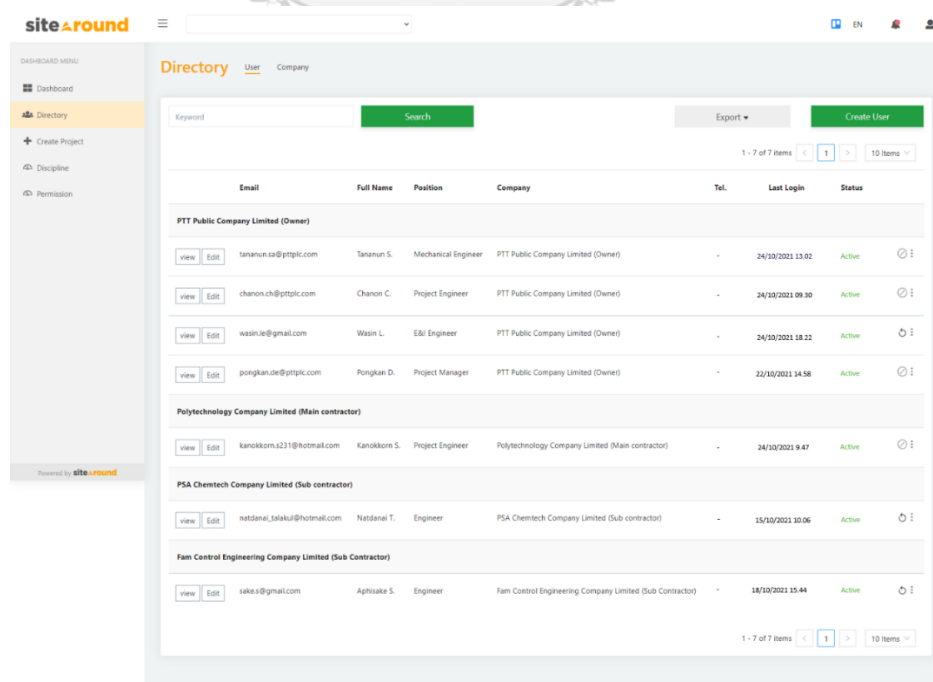 sitearound
EN
DASHBOARD MENU
Directory User Company
Dashboard
Directory
Keyword Search Export Create User
Create Project
1 - 7 of 7 items < 1 > 10 Items
Discipline
Permission
Email Full Name Position Company Tel. Last Login Status
PTT Public Company Limited (Owner)
view Edit tananun.sa@pttplc.com Tananun S. Mechanical Engineer PTT Public Company Limited (Owner) - 24/10/2021 13.02 Active
view Edit chanon.ch@pttplc.com Chanon C. Project Engineer PTT Public Company Limited (Owner) - 24/10/2021 09.30 Active
view Edit wasin.le@gmail.com Wasin L. E&I Engineer PTT Public Company Limited (Owner) - 24/10/2021 18.22 Active
view Edit pongkan.de@pttplc.com Pongkan D. Project Manager PTT Public Company Limited (Owner) - 22/10/2021 14.58 Active
Polytechnology Company Limited (Main contractor)
view Edit kanokkorn.s231@hotmail.com Kanokkorn S. Project Engineer Polytechnology Company Limited (Main contractor) - 24/10/2021 9.47 Active
Powered by sitearound
PSA Chemtech Company Limited (Sub contractor)
view Edit natdanai_talakul@hotmail.com Natdanai T. Engineer PSA Chemtech Company Limited (Sub contractor) - 15/10/2021 10.06 Active
Fam Control Engineering Company Limited (Sub Contractor)
view Edit sake.s@gmail.com Aphisake S. Engineer Fam Control Engineering Company Limited (Sub Contractor) - 18/10/2021 15.44 Active
1 - 7 of 7 items < 1 > 10 Items